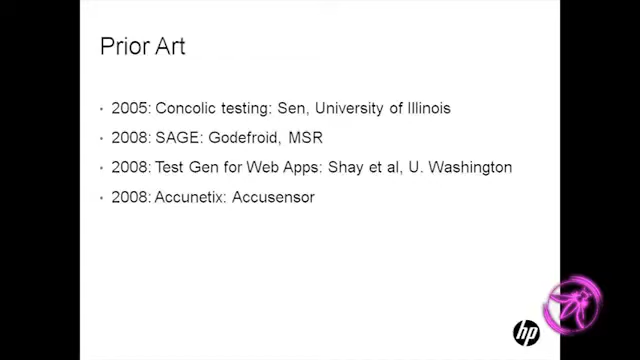 Prior Art
• 2005: Concolic testing: Sen, University of Illinois
• 2008: SAGE: Godefroid, MSR
• 2008: Test Gen for Web Apps: Shay et al, U. Washington
• 2008: Accunetix: Accusensor
hp